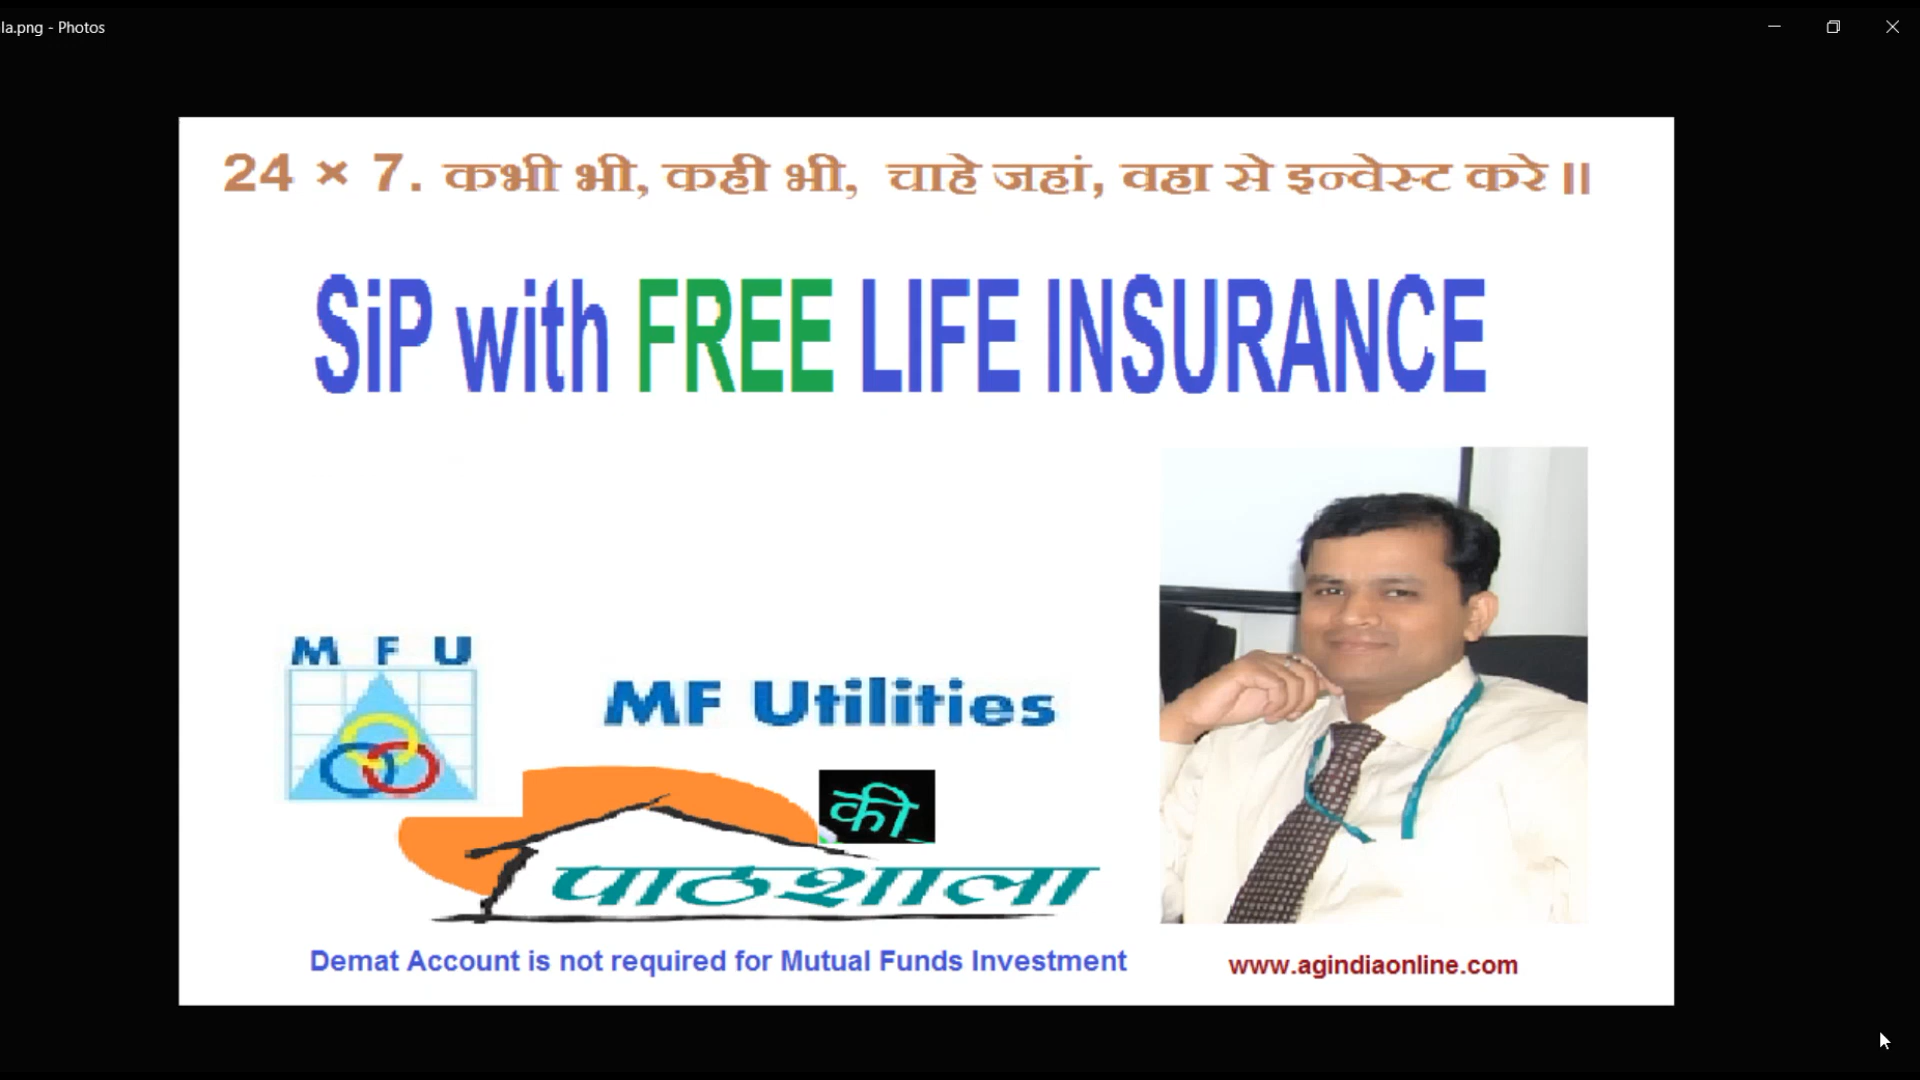 la.png - Photos
24 × 7. कभी भी, कही भी, चाहे जहां, वहा से इन्वेस्ट करे ॥
SiP with FREE LIFE INSURANCE
M F U
MF Utilities
की
पाठशाला
Demat Account is not required for Mutual Funds Investment
www.agindiaonline.com